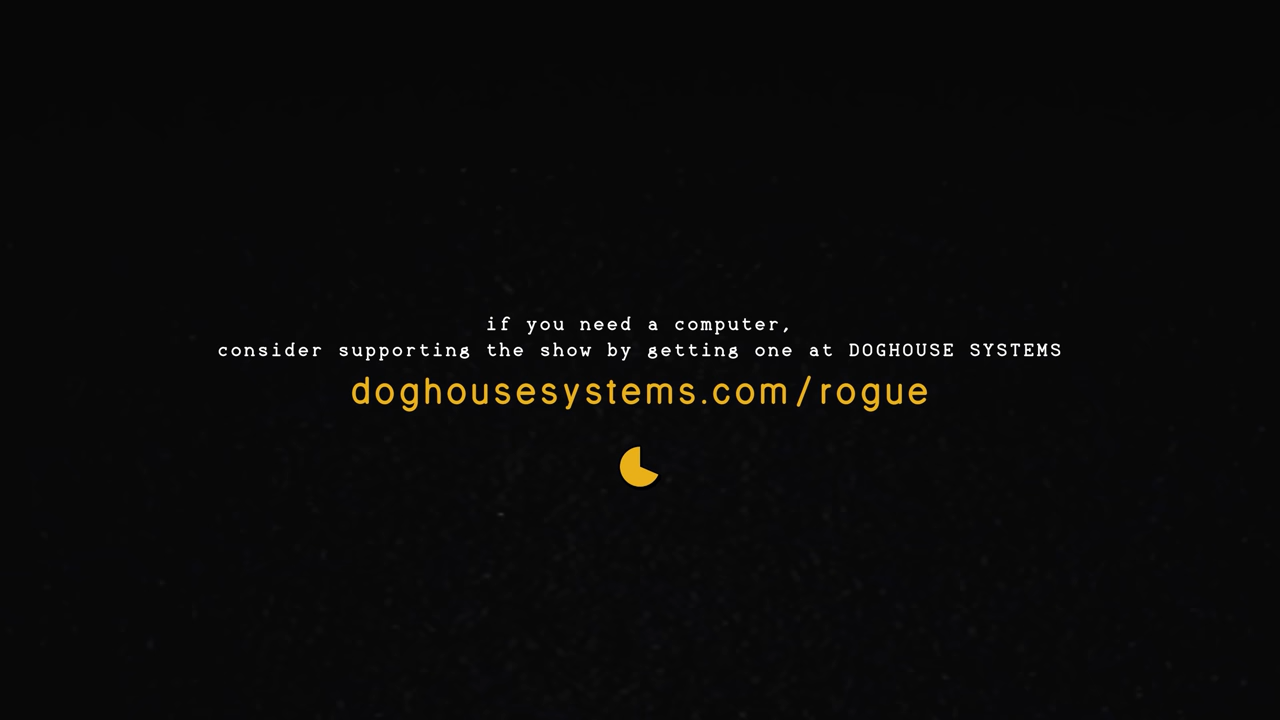 if you need a computer,
consider supporting the show by getting one at DOGHOUSE SYSTEMS
doghousesystems.com/rogue